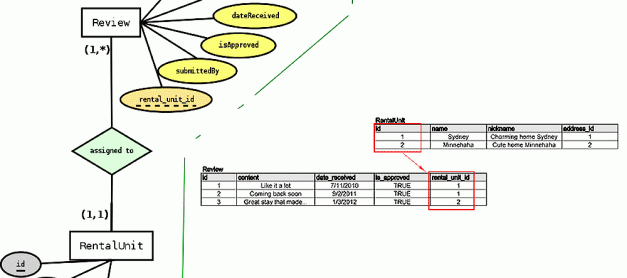 dateReceived
Review
isApproved
(1,*)
submittedBy
rental_unit_id
assigned to
(1,1)
RentalUnit
id
RentalUnit
id name nickname address_id
1 Sydney Charming home Sydney 1
2 Minnehaha Cute home Minnehaha 2
Review
id content date_received is_approved rental_unit_id
1 Like it a lot 7/11/2010 TRUE 1
2 Coming back soon 9/2/2011 TRUE 1
3 Great stay that made... 1/3/2012 TRUE 2